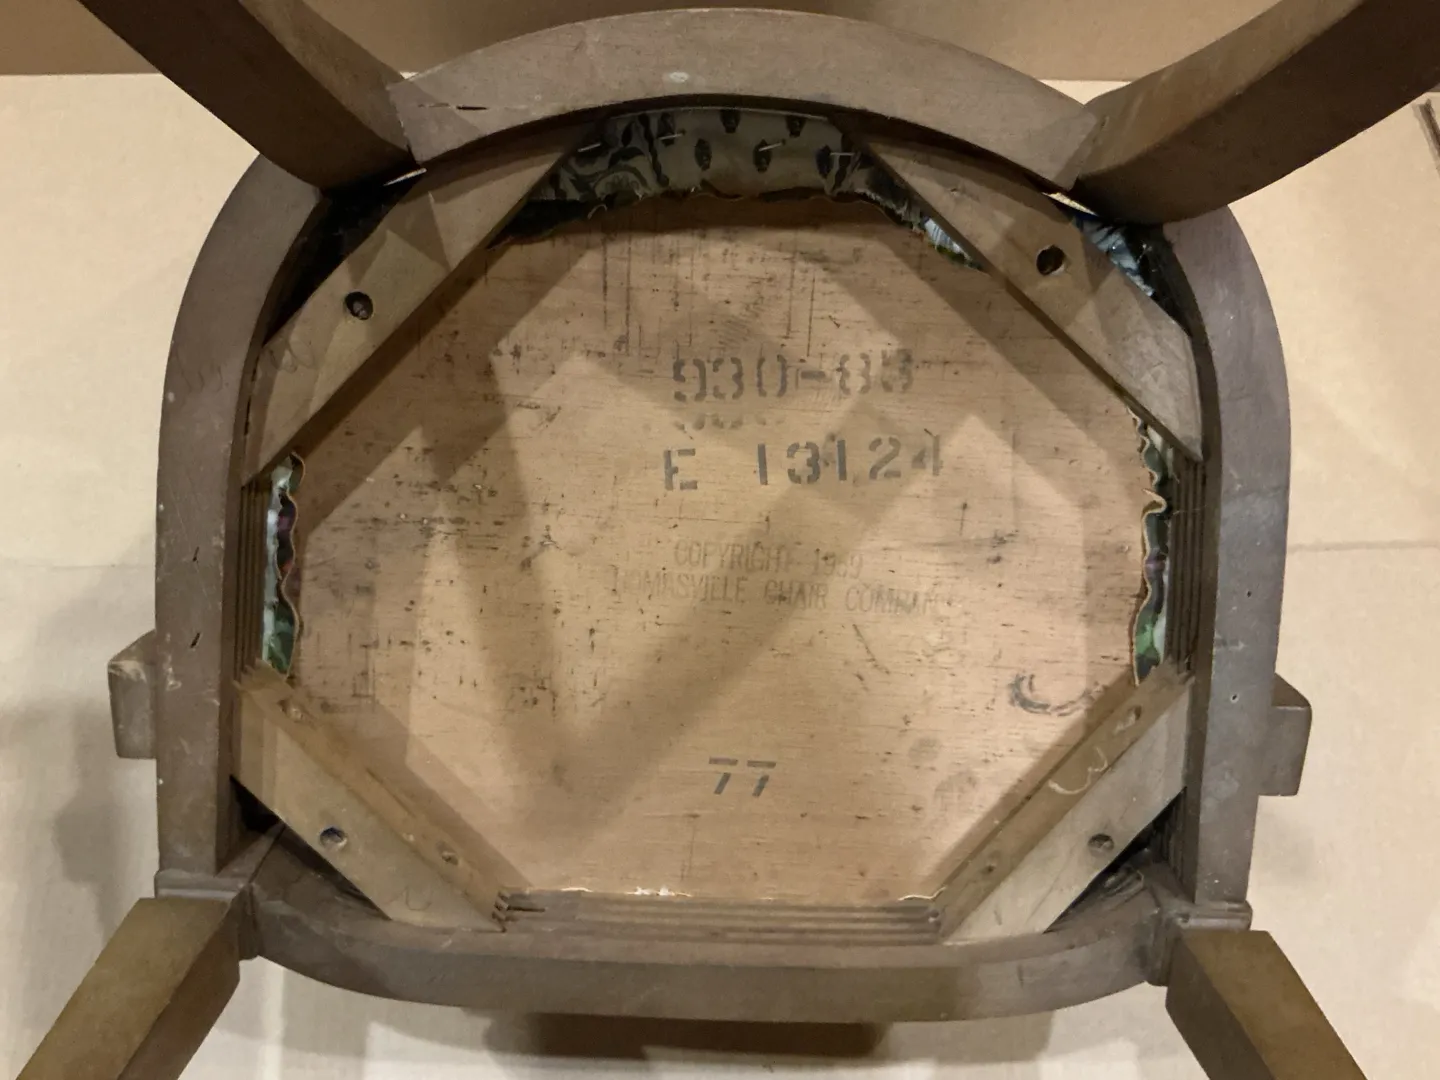 930-83
E 13124
COPYRIGHT
THOMASVILLE CHAIR COMPANY
77